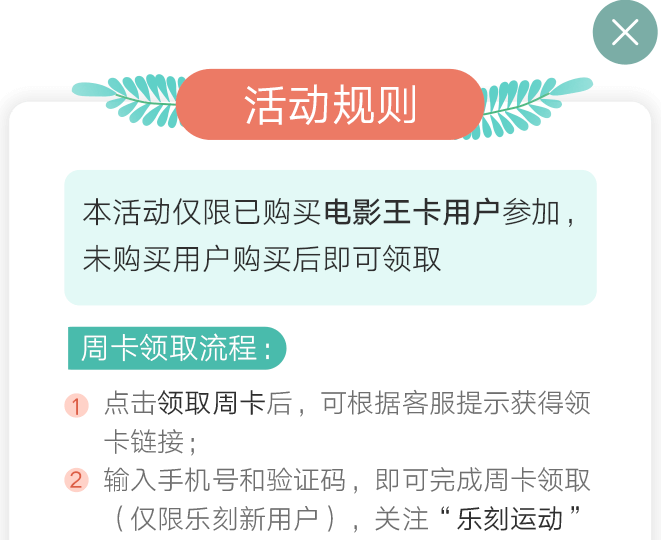 活动规则
本活动仅限已购买电影王卡用户参加，
未购买用户购买后即可领取
周卡领取流程：
1 点击领取周卡后，可根据客服提示获得领
卡链接；
2 输入手机号和验证码，即可完成周卡领取
（仅限乐刻新用户），关注“乐刻运动”